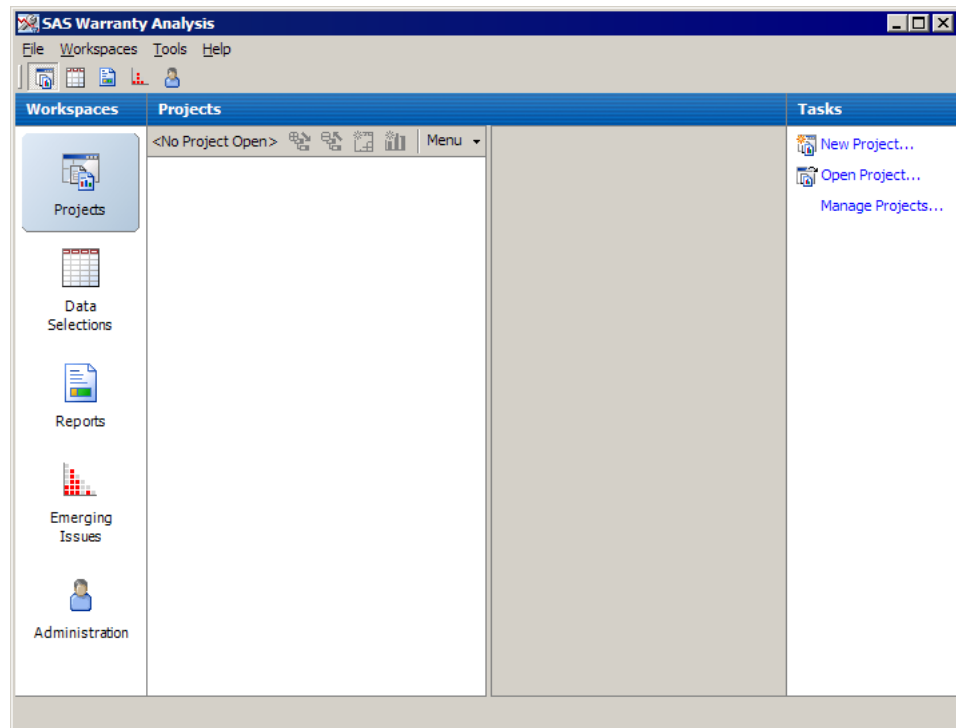 SAS Warranty Analysis
File Workspaces Tools Help
Workspaces
Projects
Tasks
<No Project Open>
Menu
New Project...
Open Project...
Manage Projects...
Projects
Data
Selections
Reports
Emerging
Issues
Administration